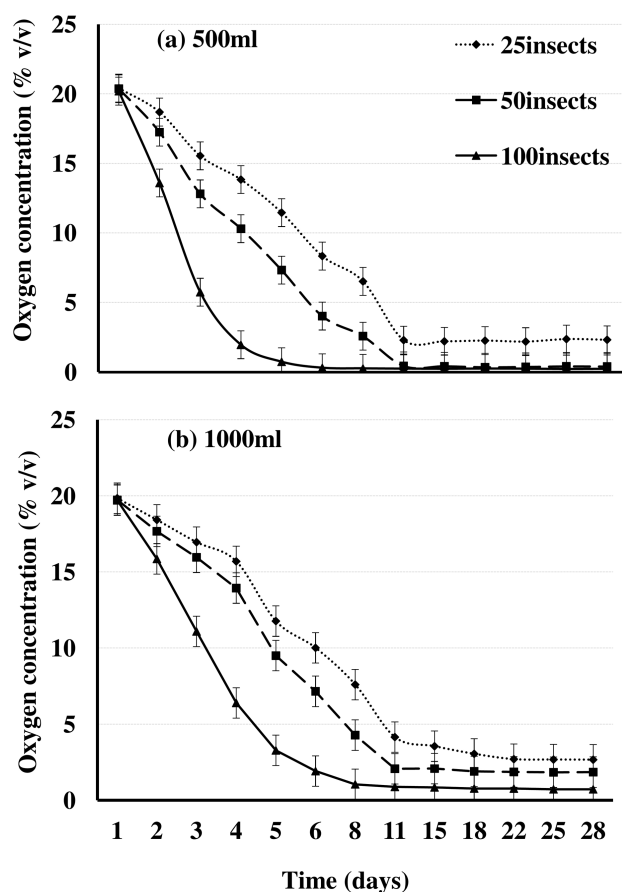 (a) 500ml
25insects
50insects
100insects
Oxygen concentration (% v/v)
25
20
15
10
5
0
(b) 1000ml
Oxygen concentration (% v/v)
25
20
15
10
5
0
1 2 3 4 5 6 8 11 15 18 22 25 28
Time (days)